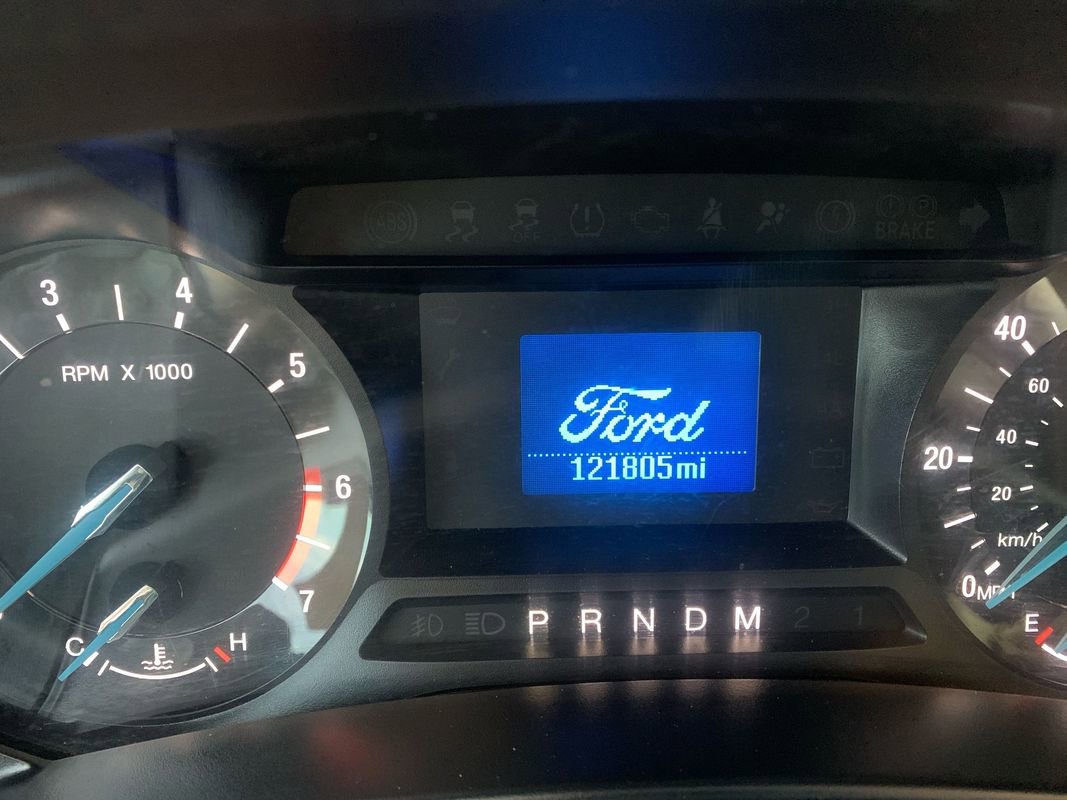 ABS
OFF
BRAKE
3
4
5
6
7
RPM X 1000
C
H
Ford
121805mi
P R N D M 2 1
40
20
0 MPH
60
40
20
km/h
E